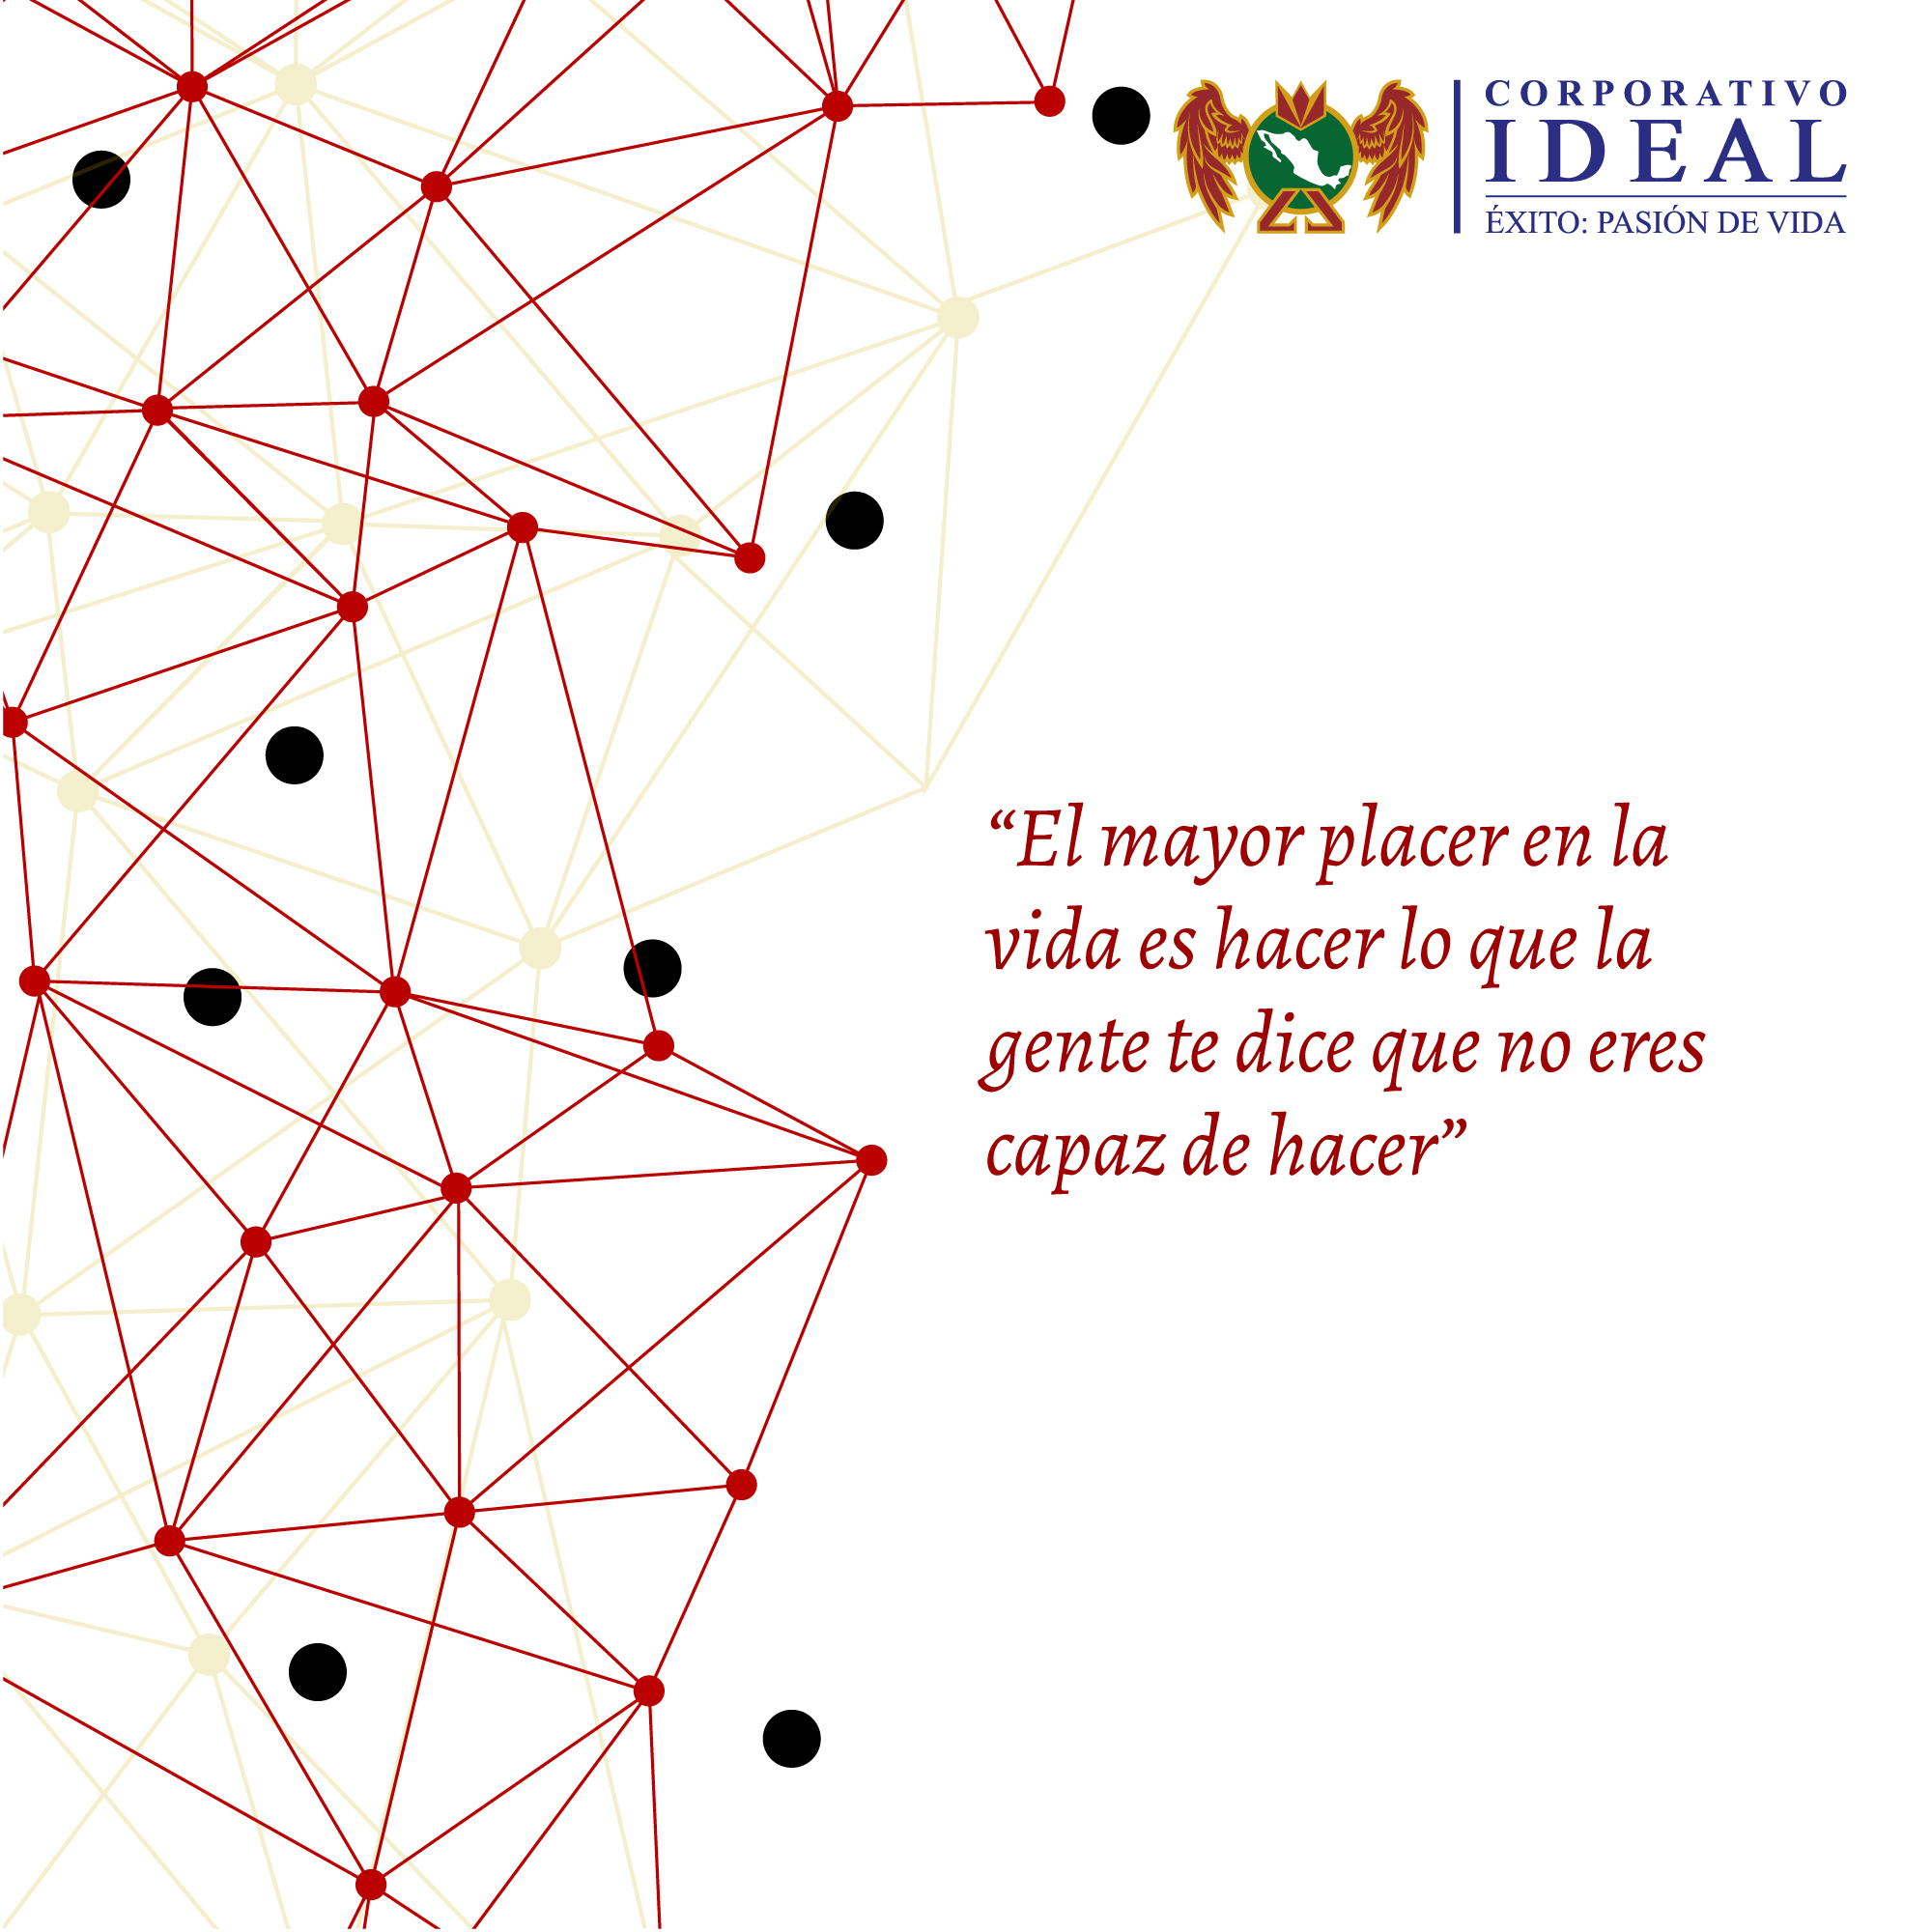 CORPORATIVO
IDEAL
ÉXITO: PASIÓN DE VIDA
“El mayor placer en la
vida es hacer lo que la
gente te dice que no eres
capaz de hacer”